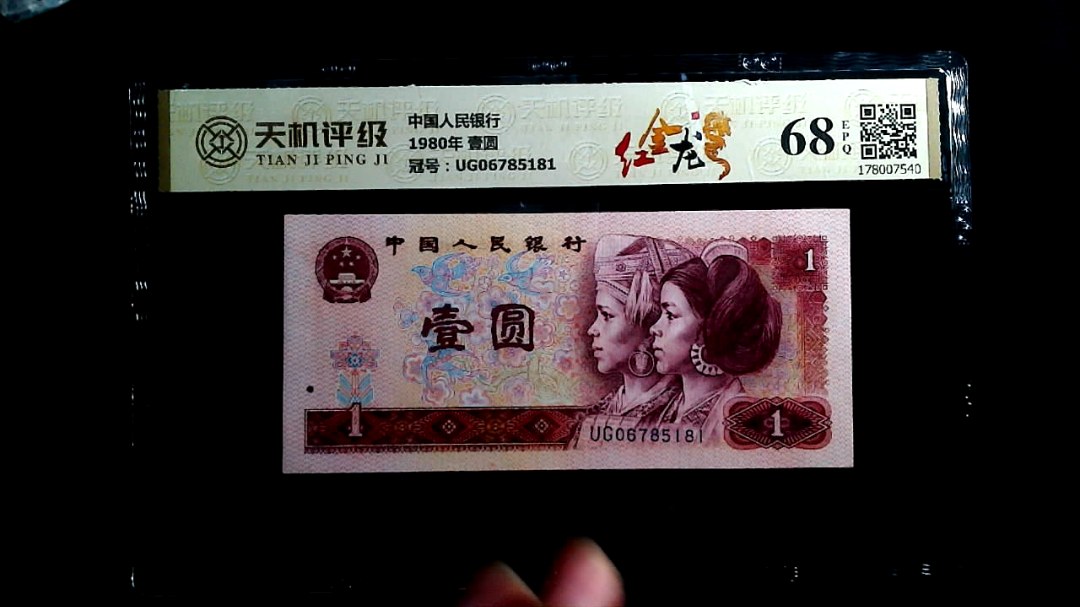 天机评级
TIAN JI PING JI
中国人民银行
1980年 壹圆
冠号：UG06785181
红金龙
68
EPQ
178007540
中国人民银行
1
壹圆
1
UG06785181
1